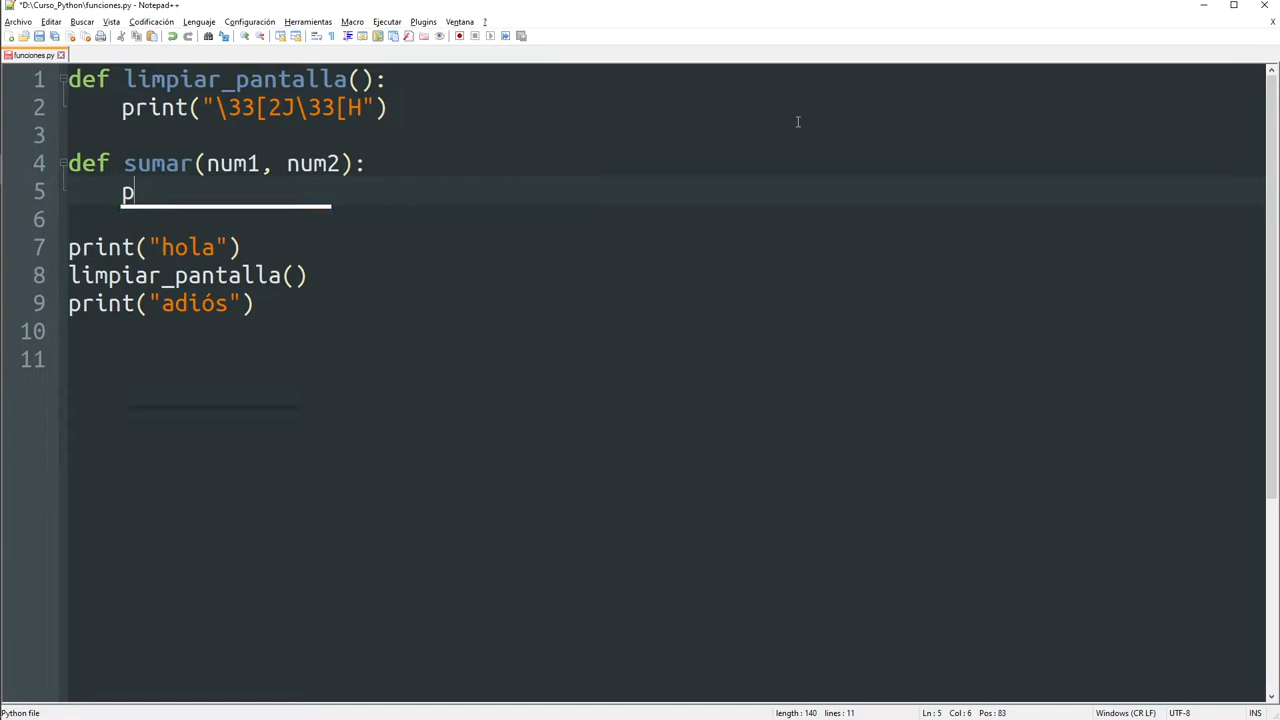 *D:\Curso_Python\funciones.py - Notepad++
Archivo Editar Buscar Vista Codificación Lenguaje Configuración Herramientas Macro Ejecutar Plugins Ventana ? X
funciones.py
1 def limpiar_pantalla():
2     print("\33[2J\33[H")
3
4 def sumar(num1, num2):
5     p
6
7 print("hola")
8 limpiar_pantalla()
9 print("adiós")
10
11
Python file length : 140 lines : 11 Ln : 5 Col : 6 Pos : 83 Windows (CR LF) UTF-8 INS